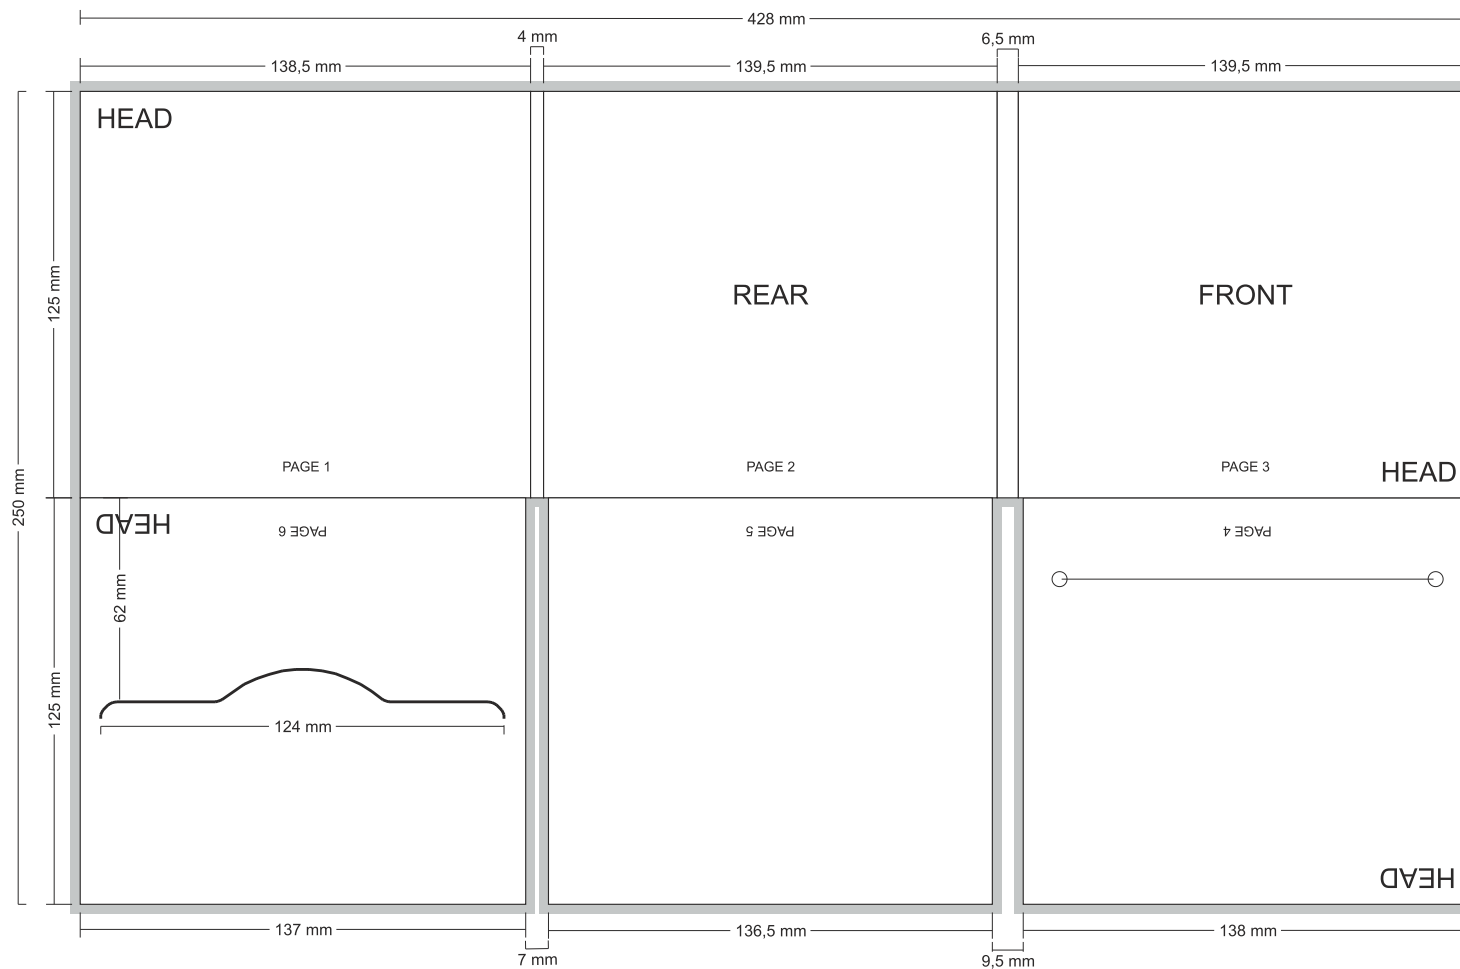 428 mm
4 mm
6,5 mm
138,5 mm
139,5 mm
139,5 mm
HEAD
125 mm
REAR
FRONT
PAGE 1
PAGE 2
PAGE 3
HEAD
250 mm
HEAD
PAGE 6
PAGE 5
PAGE 4
62 mm
125 mm
124 mm
HEAD
137 mm
136,5 mm
138 mm
7 mm
9,5 mm